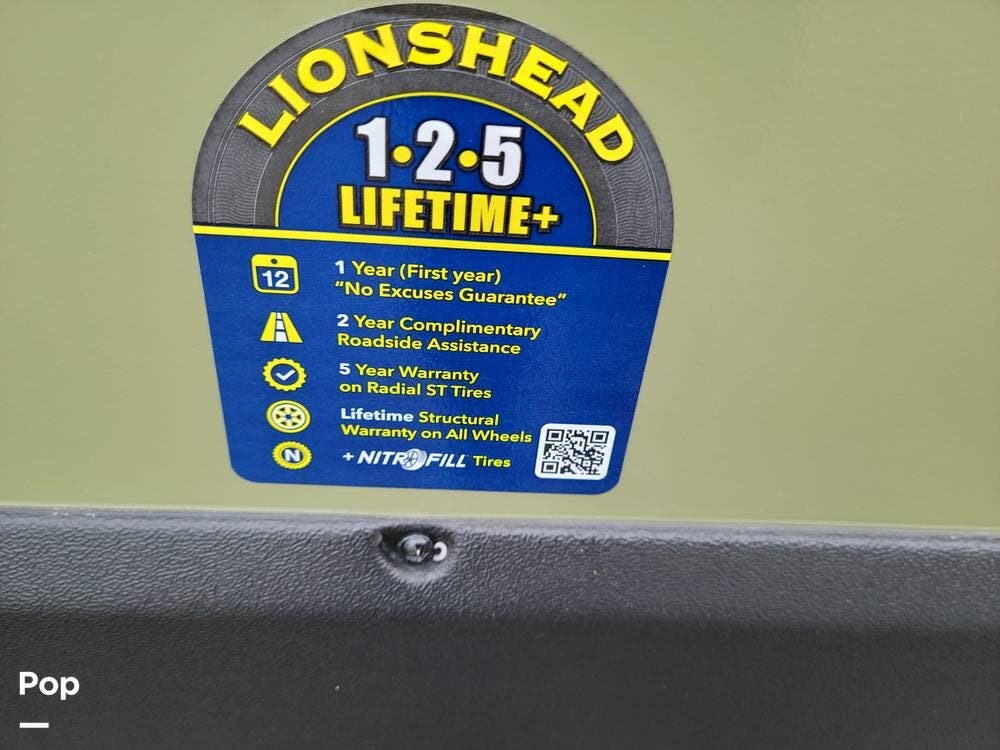 LIONSHEAD
1•2•5
LIFETIME+
12
1 Year (First year)
"No Excuses Guarantee"
2 Year Complimentary
Roadside Assistance
5 Year Warranty
on Radial ST Tires
Lifetime Structural
Warranty on All Wheels
N
+ NITROFILL Tires
Pop